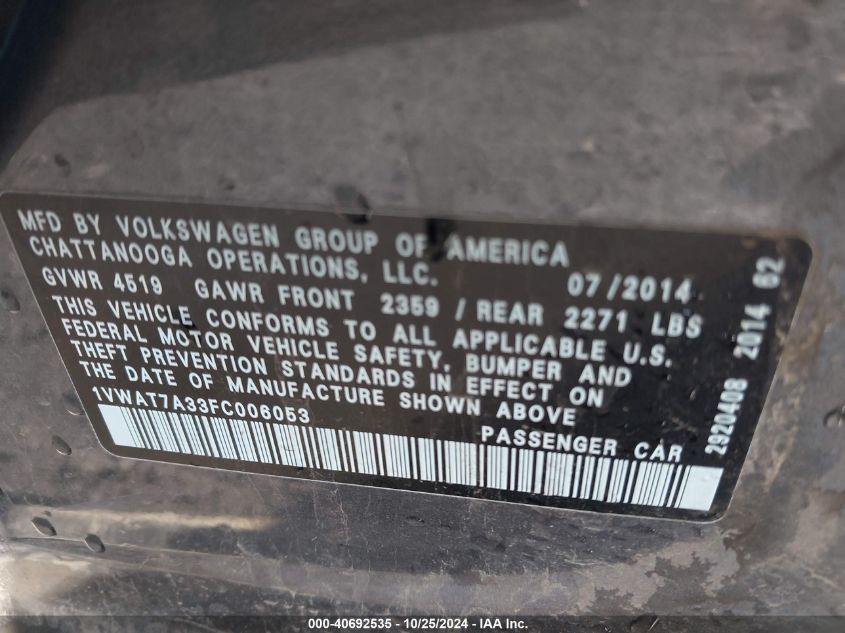 MFD BY VOLKSWAGEN GROUP OF AMERICA
CHATTANOOGA OPERATIONS, LLC. 07/2014
GVWR 4519 GAWR FRONT 2359 / REAR 2271 LBS
THIS VEHICLE CONFORMS TO ALL APPLICABLE U.S.
FEDERAL MOTOR VEHICLE SAFETY, BUMPER AND
THEFT PREVENTION STANDARDS IN EFFECT ON
THE DATE OF MANUFACTURE SHOWN ABOVE
1VWAT7A33FC006053 PASSENGER CAR
2920408 2014 62
000-40692535 - 10/25/2024 - IAA Inc.